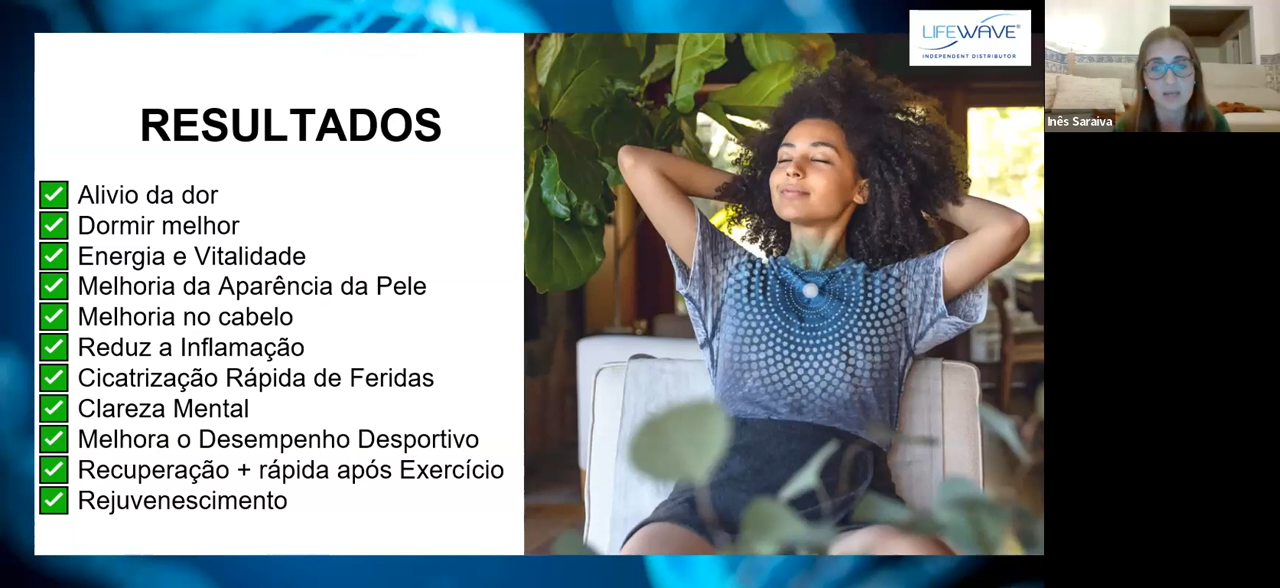 RESULTADOS
Alivio da dor
Dormir melhor
Energia e Vitalidade
Melhoria da Aparência da Pele
Melhoria no cabelo
Reduz a Inflamação
Cicatrização Rápida de Feridas
Clareza Mental
Melhora o Desempenho Desportivo
Recuperação + rápida após Exercício
Rejuvenescimento
LIFEWAVE®
INDEPENDENT DISTRIBUTOR
Inês Saraiva